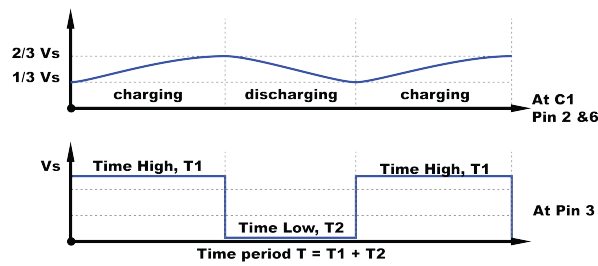 2/3 Vs
1/3 Vs
charging
discharging
charging
At C1
Pin 2 &6
Vs
Time High, T1
Time High, T1
Time Low, T2
At Pin 3
Time period T = T1 + T2